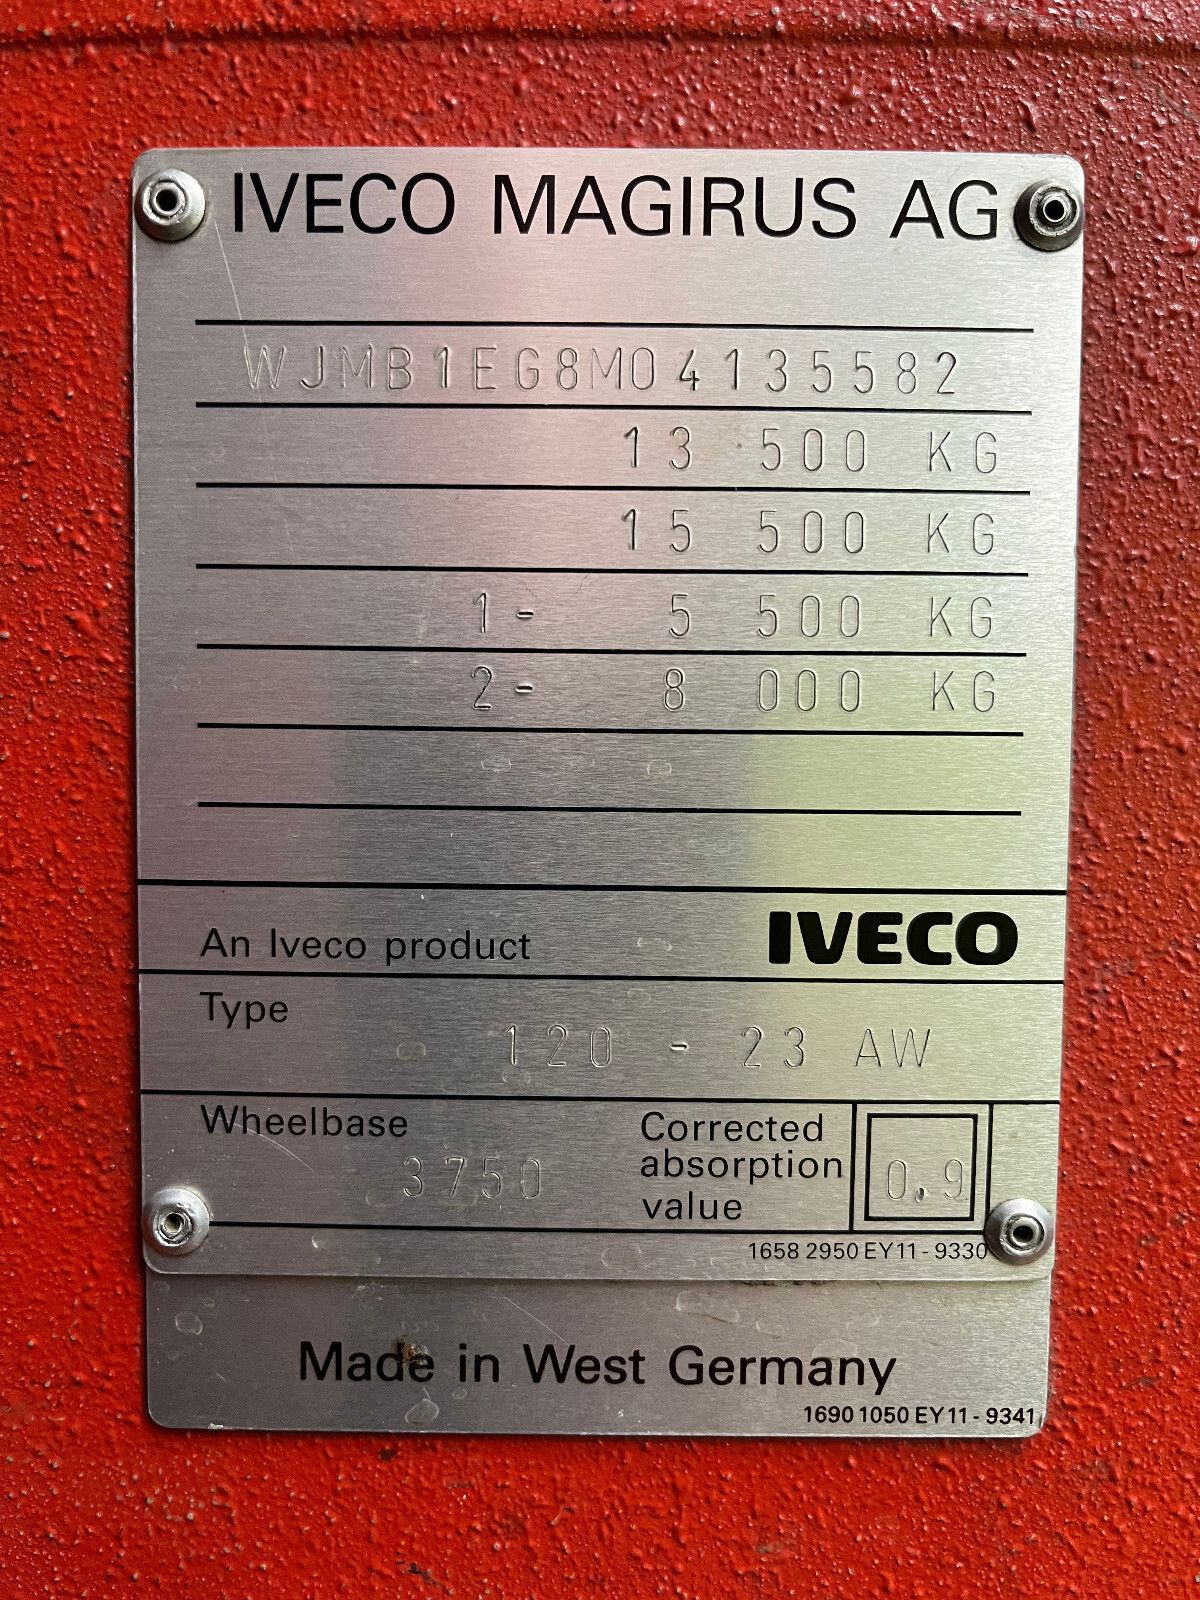 IVECO MAGIRUS AG
WJMB1EG8M04135582
13 500 KG
15 500 KG
1- 5 500 KG
2- 8 000 KG
An Iveco product IVECO
Type
120 - 23 AW
Wheelbase
3750
Corrected
absorption
value
0,9
1658 2950 EY11 - 9330
Made in West Germany
1690 1050 EY11 - 9341